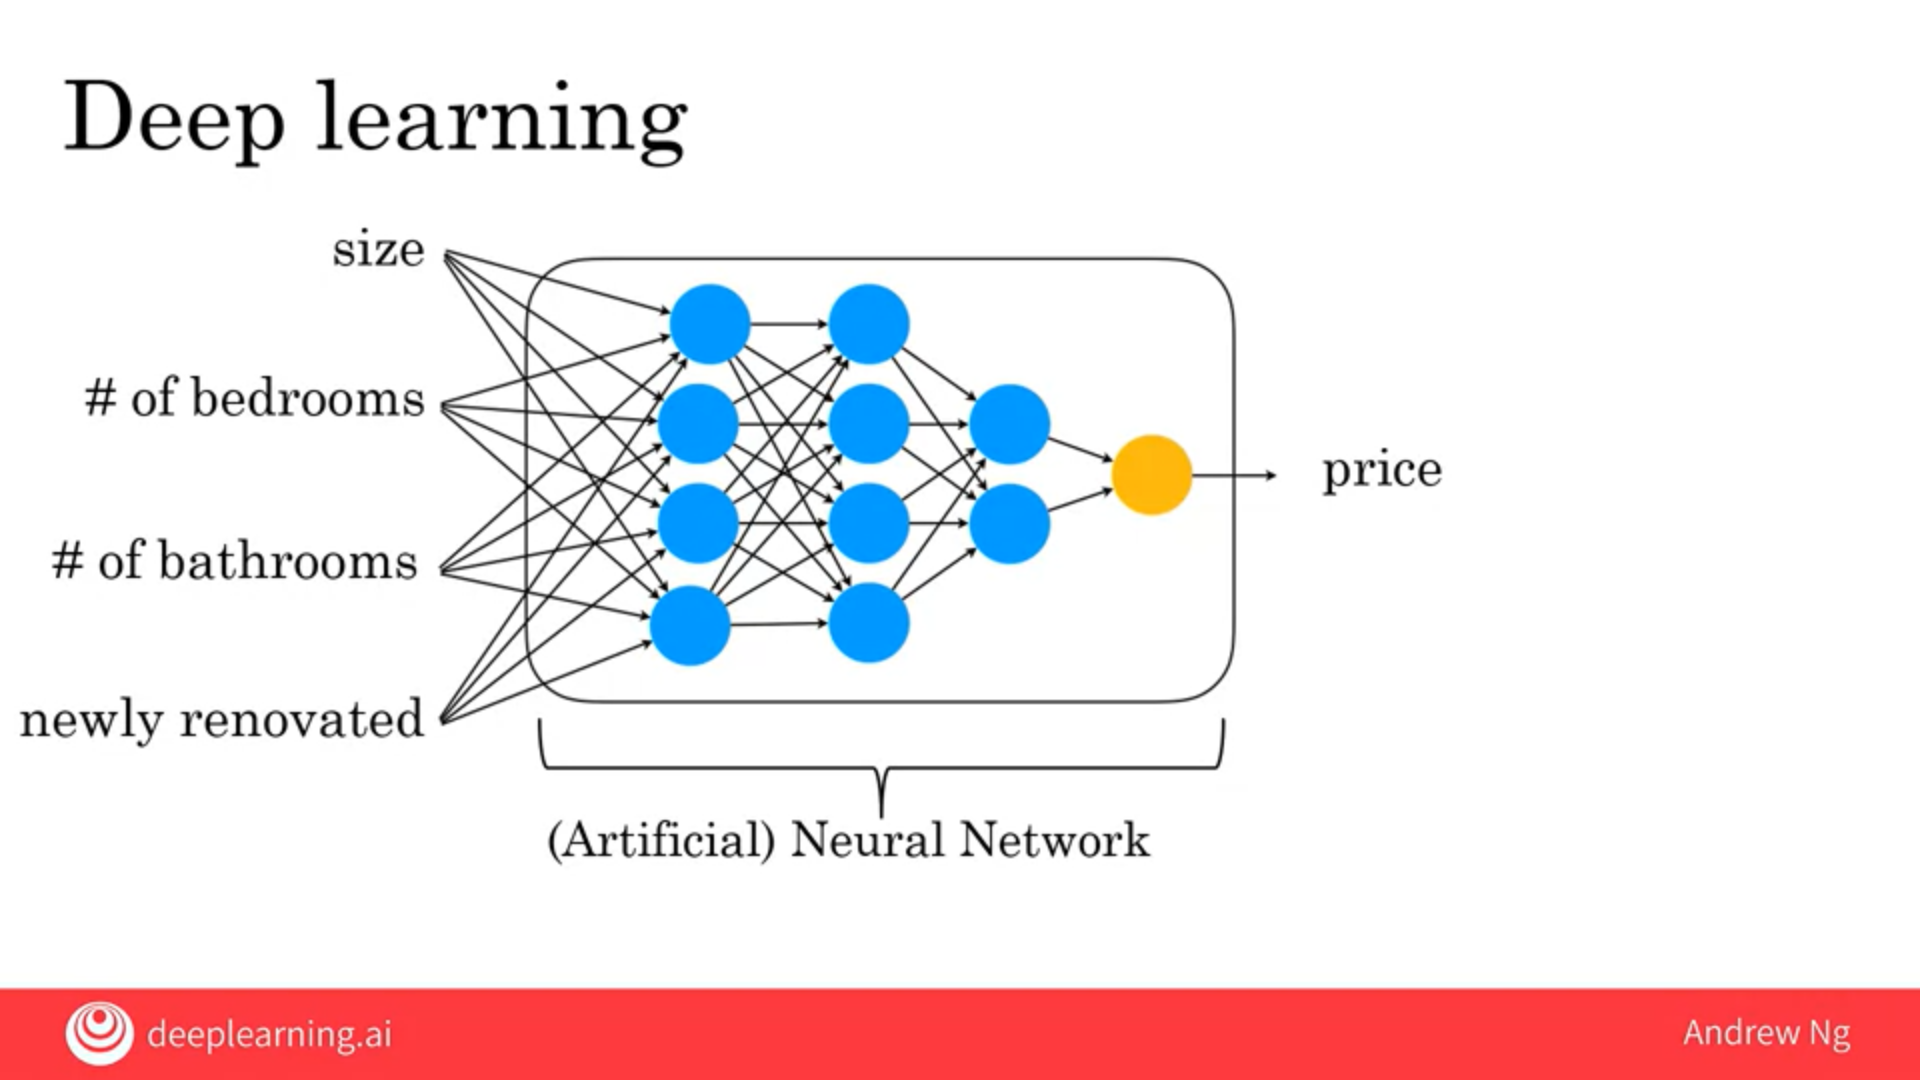 Deep learning
size
# of bedrooms
# of bathrooms
newly renovated
price
(Artificial) Neural Network
deeplearning.ai
Andrew Ng